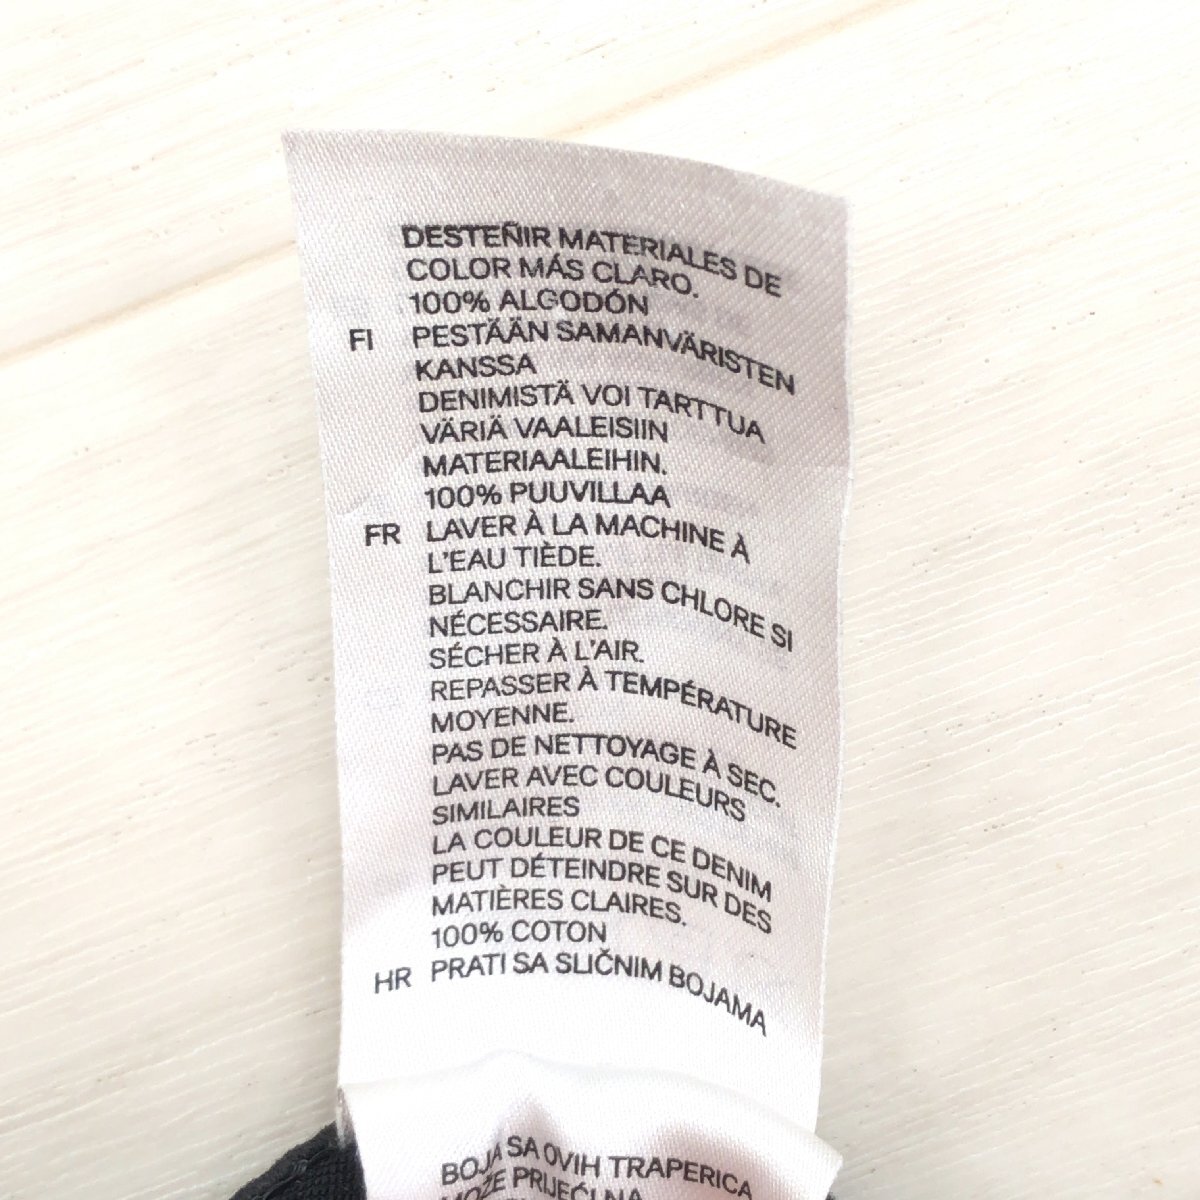 DESTEÑIR MATERIALES DE
COLOR MÁS CLARO.
100% ALGODÓN
FI PESTÄÄN SAMANVÄRISTEN
KANSSA
DENIMISTÄ VOI TARTTUA
VÄRIÄ VAALEISIIN
MATERIAALEIHIN.
100% PUUVILLAA
FR LAVER À LA MACHINE À
L'EAU TIÈDE.
BLANCHIR SANS CHLORE SI
NÉCESSAIRE.
SÉCHER À L'AIR.
REPASSER À TEMPÉRATURE
MOYENNE.
PAS DE NETTOYAGE À SEC.
LAVER AVEC COULEURS
SIMILAIRES
LA COULEUR DE CE DENIM
PEUT DÉTEINDRE SUR DES
MATIÈRES CLAIRES.
100% COTON
HR PRATI SA SLIČNIM BOJAMA
BOJA SA OVIH TRAPERICA
MOŽE PRIJEĆI NA